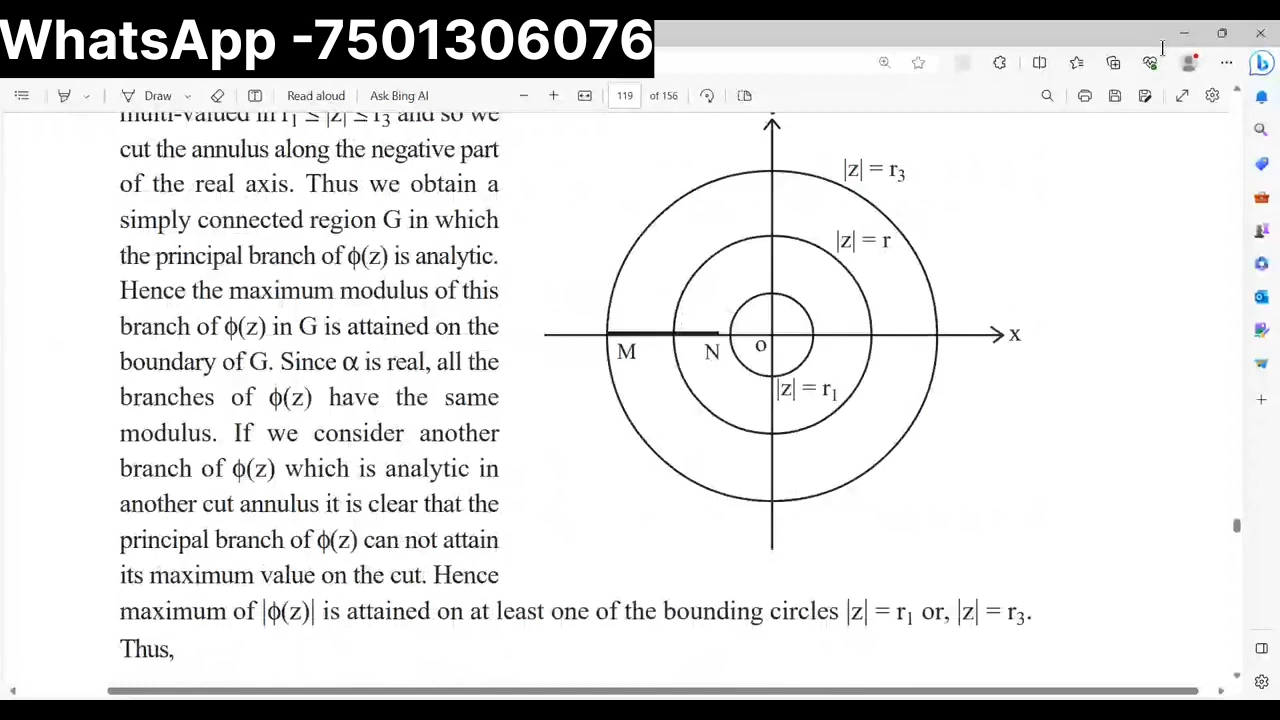 WhatsApp -7501306076
Draw
Read aloud
Ask Bing AI
119 of 156
multi-valued in r₁ ≤ |z| ≤ r₃ and so we
cut the annulus along the negative part
of the real axis. Thus we obtain a
simply connected region G in which
the principal branch of ϕ(z) is analytic.
Hence the maximum modulus of this
branch of ϕ(z) in G is attained on the
boundary of G. Since α is real, all the
branches of ϕ(z) have the same
modulus. If we consider another
branch of ϕ(z) which is analytic in
another cut annulus it is clear that the
principal branch of ϕ(z) can not attain
its maximum value on the cut. Hence
maximum of |ϕ(z)| is attained on at least one of the bounding circles |z| = r₁ or, |z| = r₃.
Thus,
|z| = r₃
|z| = r
x
M
N
o
|z| = r₁